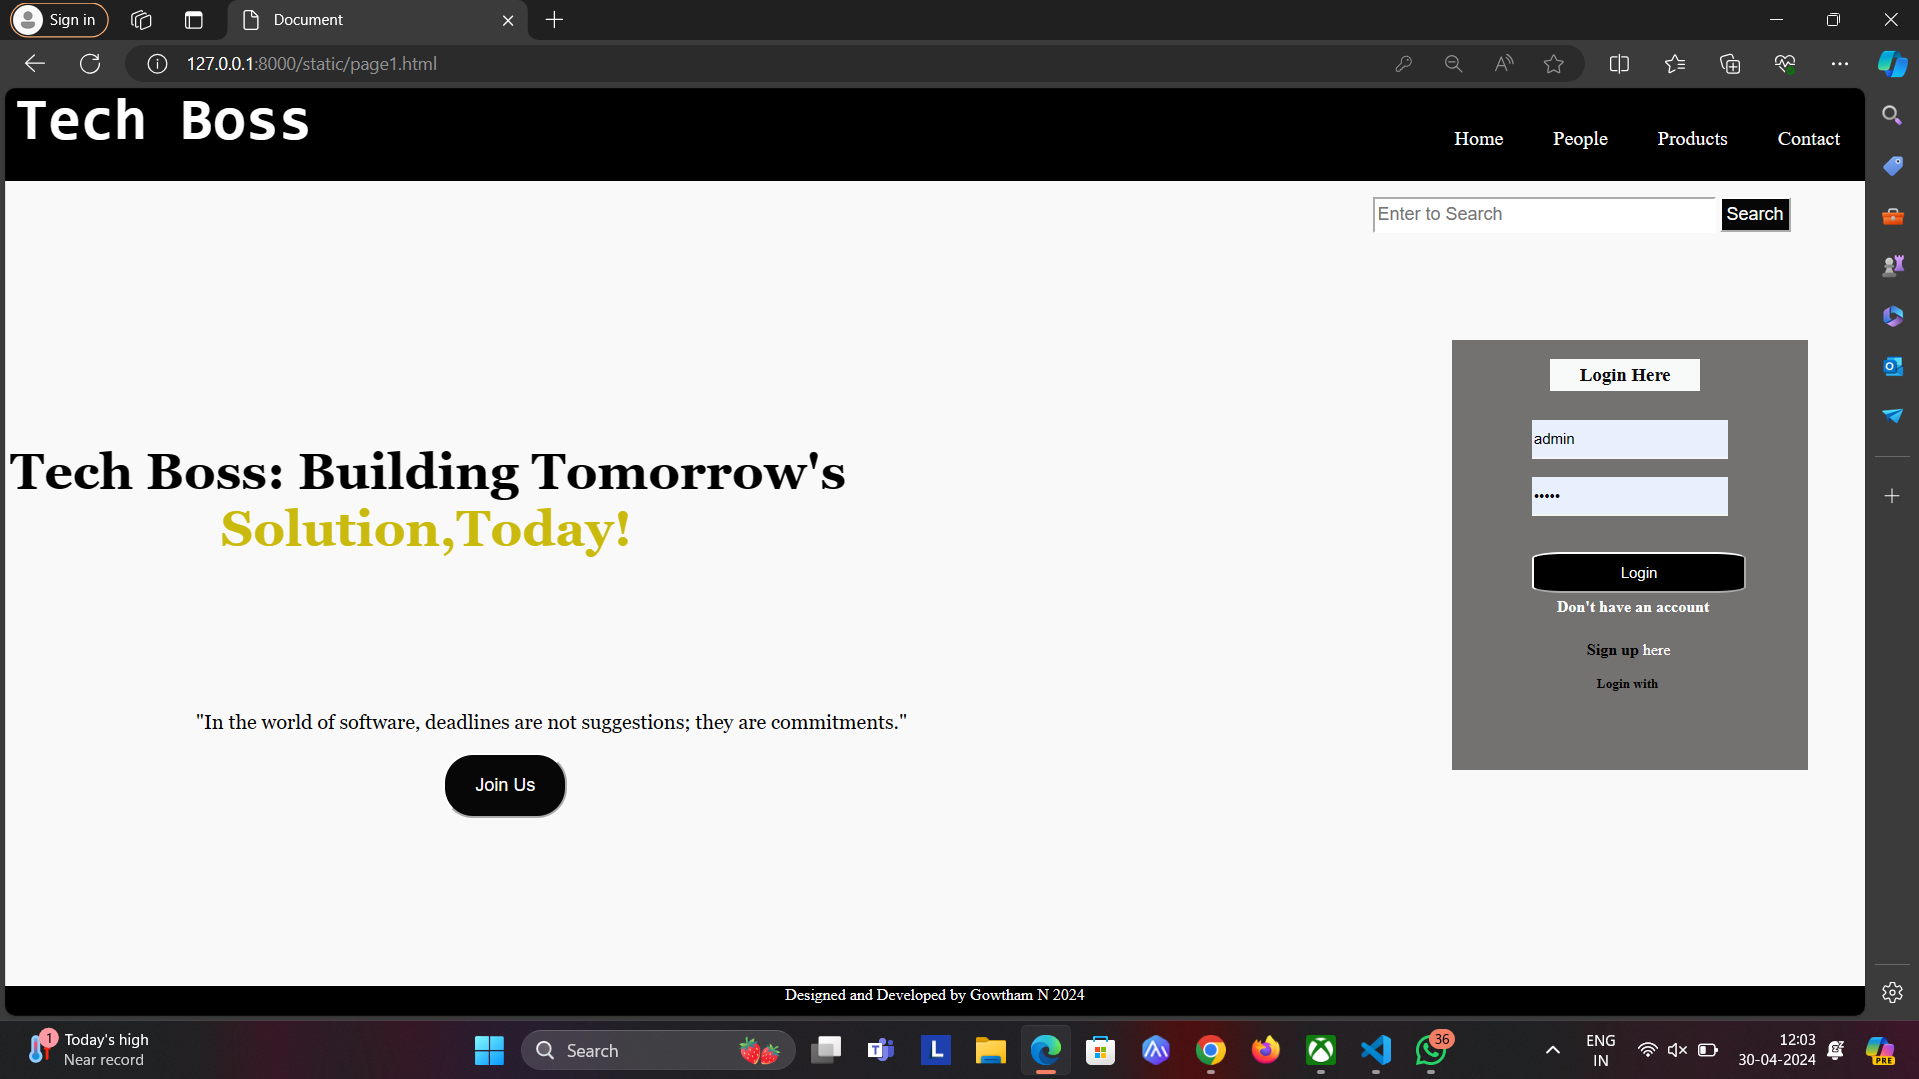 Sign in
Document
127.0.0.1:8000/static/page1.html
Tech Boss
Home People Products Contact
Enter to Search Search
Login Here
admin
•••••
Login
Don't have an account
Sign up here
Login with
Tech Boss: Building Tomorrow's
Solution,Today!
"In the world of software, deadlines are not suggestions; they are commitments."
Join Us
Designed and Developed by Gowtham N 2024
1
Today's high
Near record
Search
L
36
ENG
IN
12:03
30-04-2024
PRE